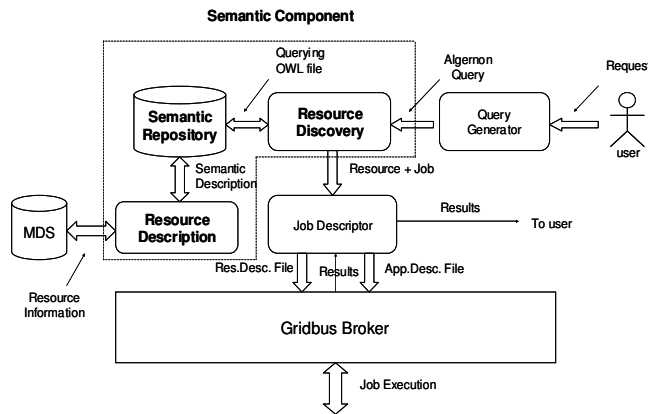 Semantic Component
Querying
OWL file
Algernon
Query
Request
Semantic
Repository
Resource
Discovery
Query
Generator
user
Semantic
Description
Resource + Job
MDS
Resource
Description
Job Descriptor
Results
To user
Resource
Information
Res.Desc. File
Results
App.Desc. File
Gridbus Broker
Job Execution